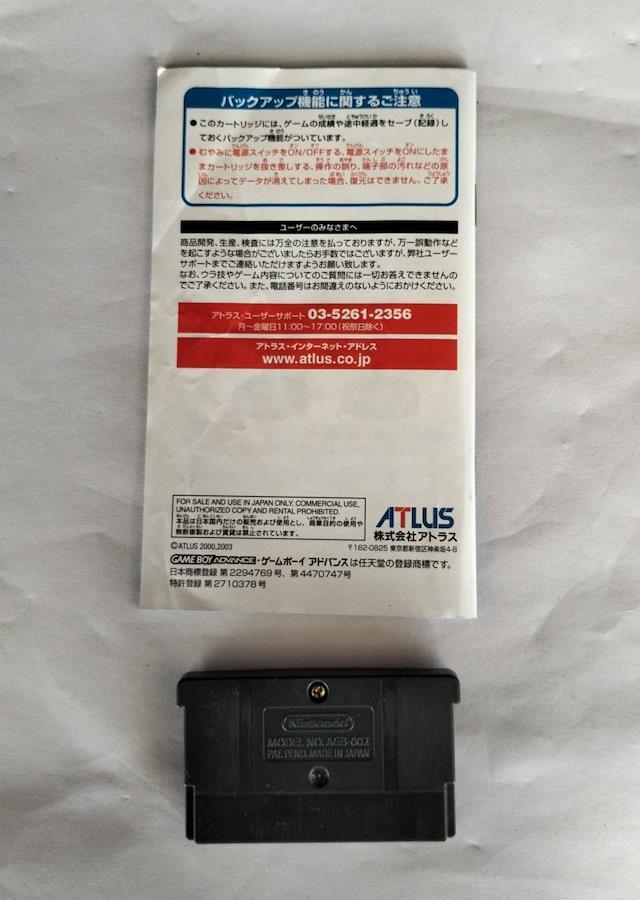 バックアップ機能に関するご注意
●このカートリッジには、ゲームの成績や途中経過をセーブ(記録)し
ておくバックアップ機能がついています。
●むやみに電源スイッチをON/OFFする、電源スイッチをONにしたま
まカートリッジを抜き差しする、操作の誤り、端子部の汚れなどの原
因によってデータが消えてしまった場合、復元はできません。ご了承
ください。
ユーザーのみなさまへ
商品開発、生産、検査には万全の注意を払っておりますが、万一誤動作など
を起こすような場合がございましたらお手数ではございますが、弊社ユーザー
サポートまでご連絡いただけますようお願い致します。
なお、ウラ技やゲーム内容についてのご質問には一切お答えできませんの
でご了承ください。また、電話番号はお間違えのないようにおかけください。
アトラス・ユーザーサポート 03-5261-2356
月~金曜日11:00~17:00(祝祭日除く)
アトラス・インターネット・アドレス
www.atlus.co.jp
FOR SALE AND USE IN JAPAN ONLY. COMMERCIAL USE,
UNAUTHORIZED COPY AND RENTAL PROHIBITED.
本品は日本国内だけの販売および使用とし、商業目的の使用や
無断複製および賃貸は禁止されています。
ATLUS
株式会社アトラス
〒162-0825 東京都新宿区神楽坂4-8
©ATLUS 2000,2003
GAME BOY ADVANCE・ゲームボーイ アドバンスは任天堂の登録商標です。
日本商標登録 第2294769号、第4470747号
特許登録 第2710378号
Nintendo
MODEL NO. AGB-002
PAT. PEND. MADE IN JAPAN